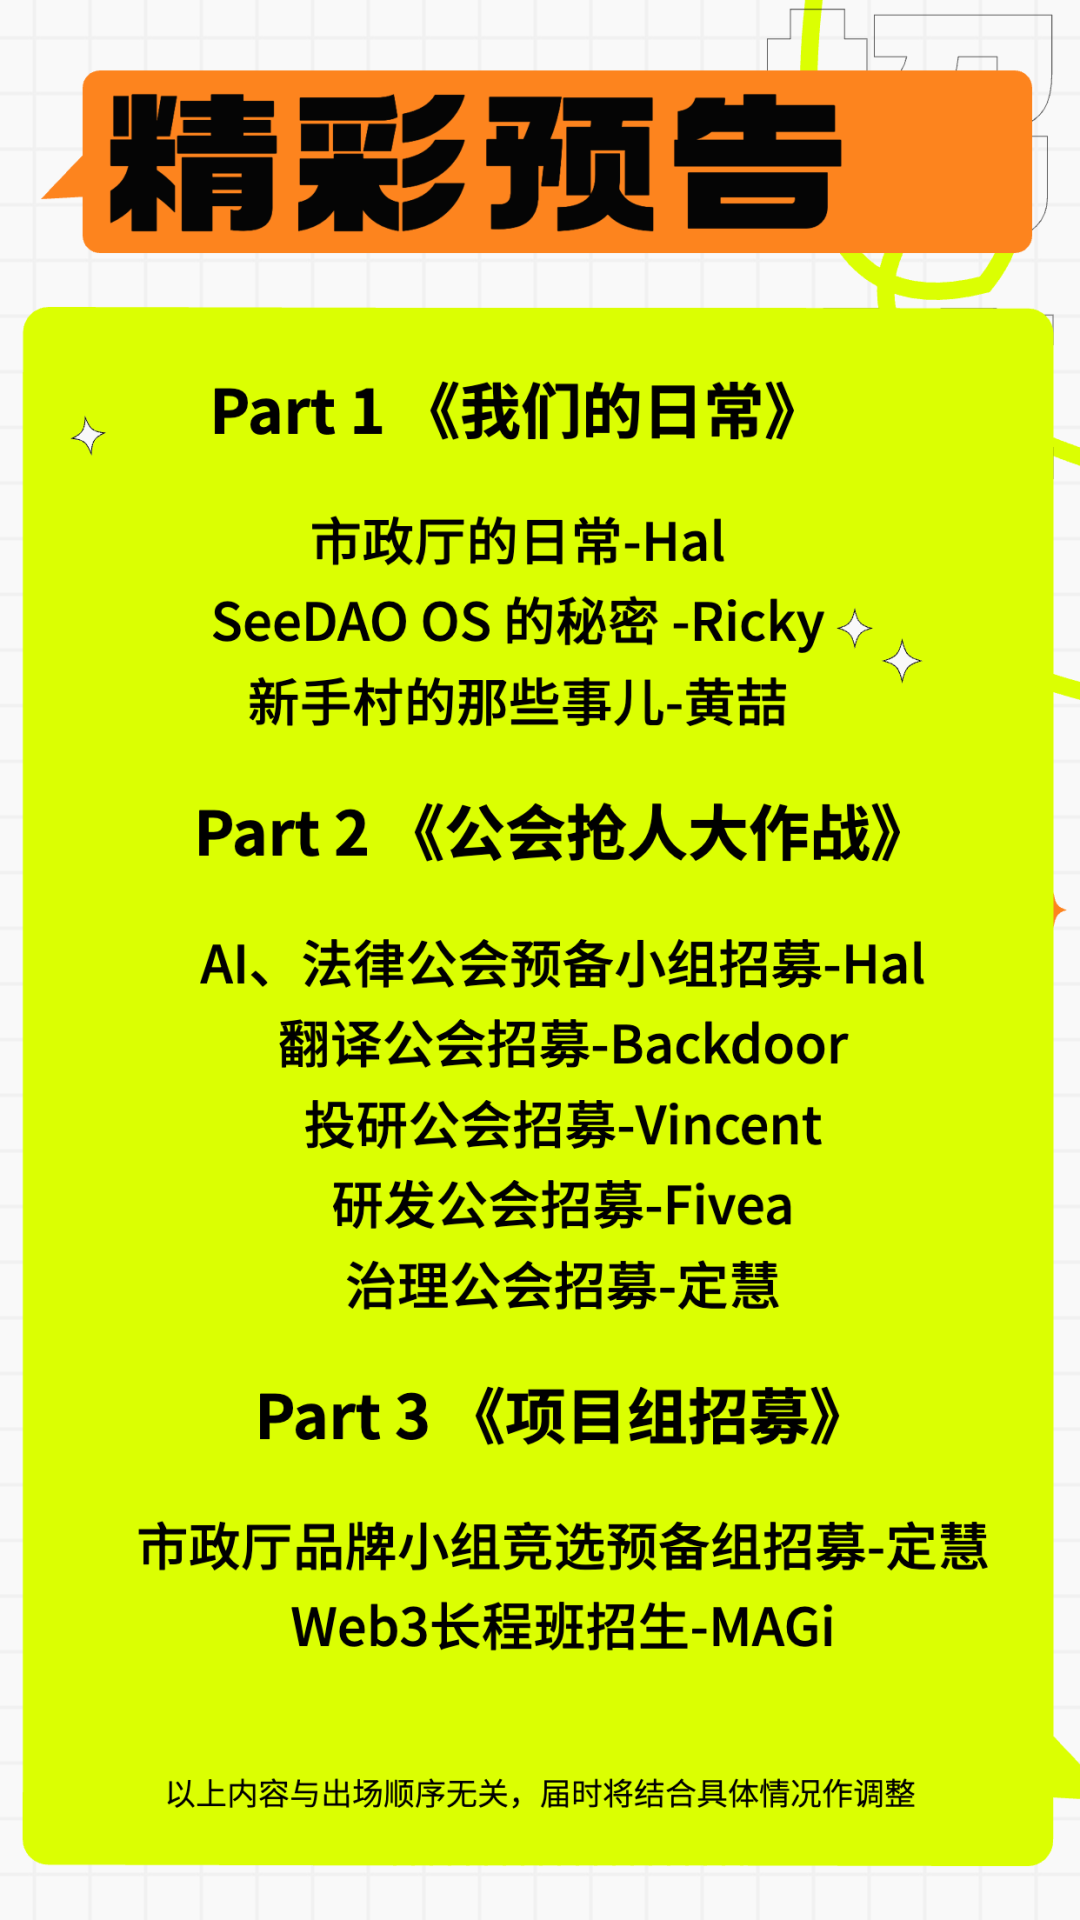 精彩预告
Part 1 《我们的日常》
市政厅的日常-Hal
SeeDAO OS 的秘密 -Ricky
新手村的那些事儿-黄喆
Part 2 《公会抢人大作战》
AI、法律公会预备小组招募-Hal
翻译公会招募-Backdoor
投研公会招募-Vincent
研发公会招募-Fivea
治理公会招募-定慧
Part 3 《项目组招募》
市政厅品牌小组竞选预备组招募-定慧
Web3长程班招生-MAGi
以上内容与出场顺序无关，届时将结合具体情况作调整